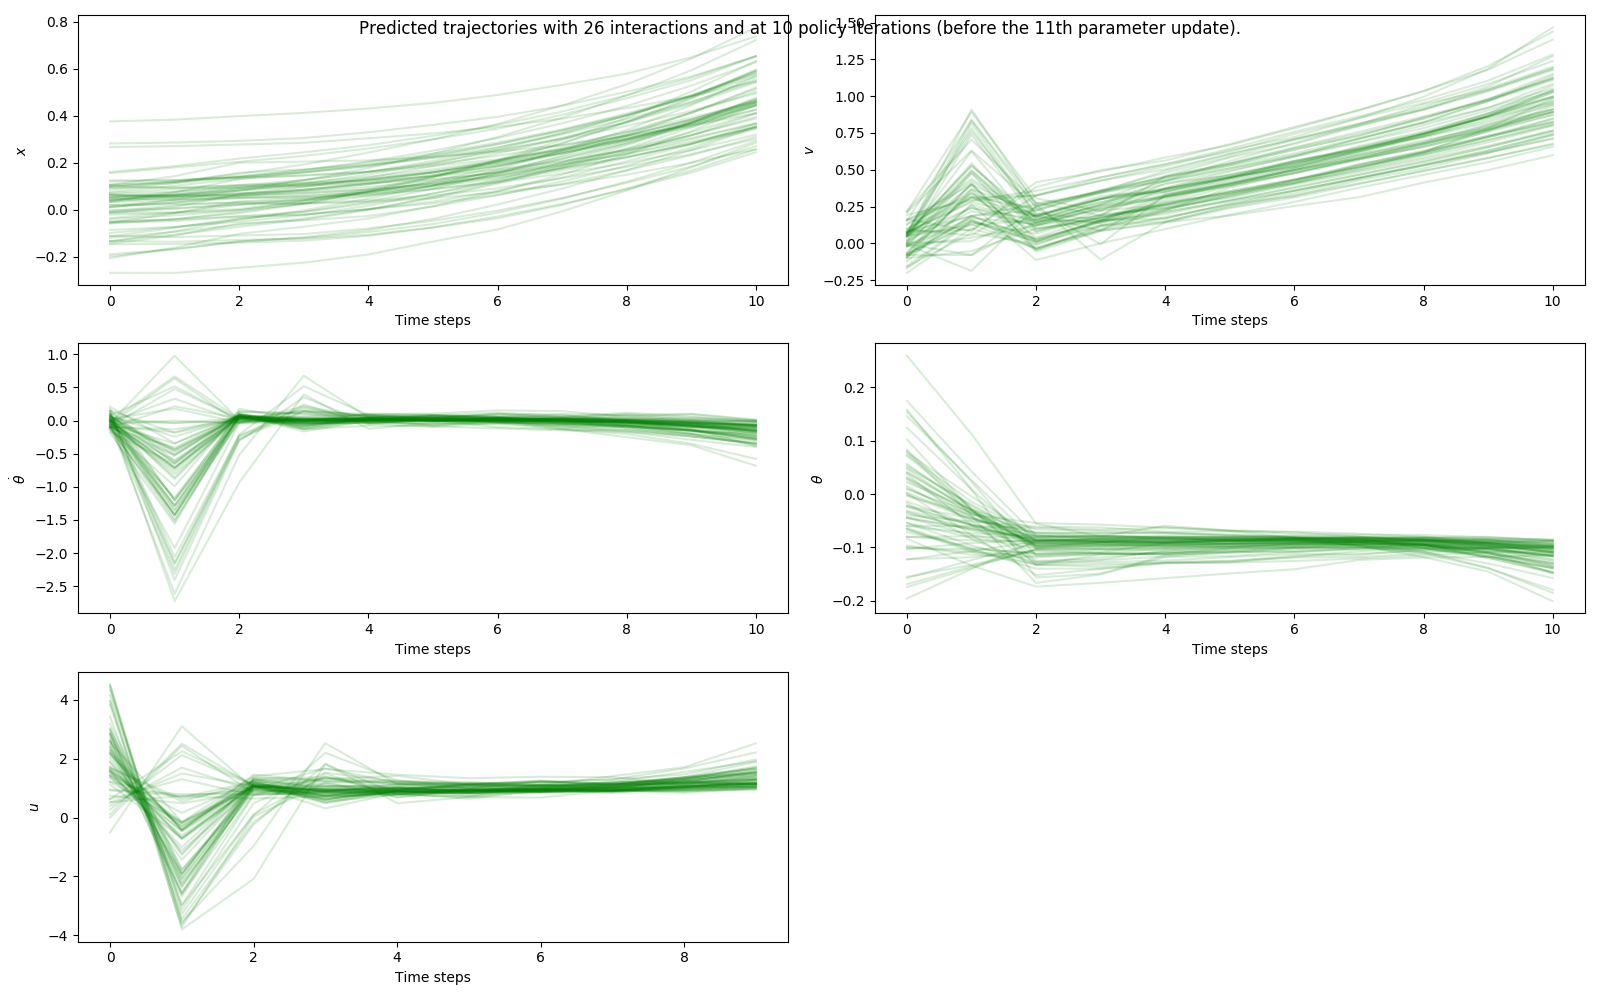 Predicted trajectories with 26 interactions and at 10 policy iterations (before the 11th parameter update).
0.8
0.6
0.4
0.2
0.0
−0.2
x
0 2 4 6 8 10
Time steps
1.50
1.25
1.00
0.75
0.50
0.25
0.00
−0.25
v
0 2 4 6 8 10
Time steps
1.0
0.5
0.0
−0.5
−1.0
−1.5
−2.0
−2.5
θ̇
0 2 4 6 8 10
Time steps
0.2
0.1
0.0
−0.1
−0.2
θ
0 2 4 6 8 10
Time steps
4
2
0
−2
−4
u
0 2 4 6 8
Time steps